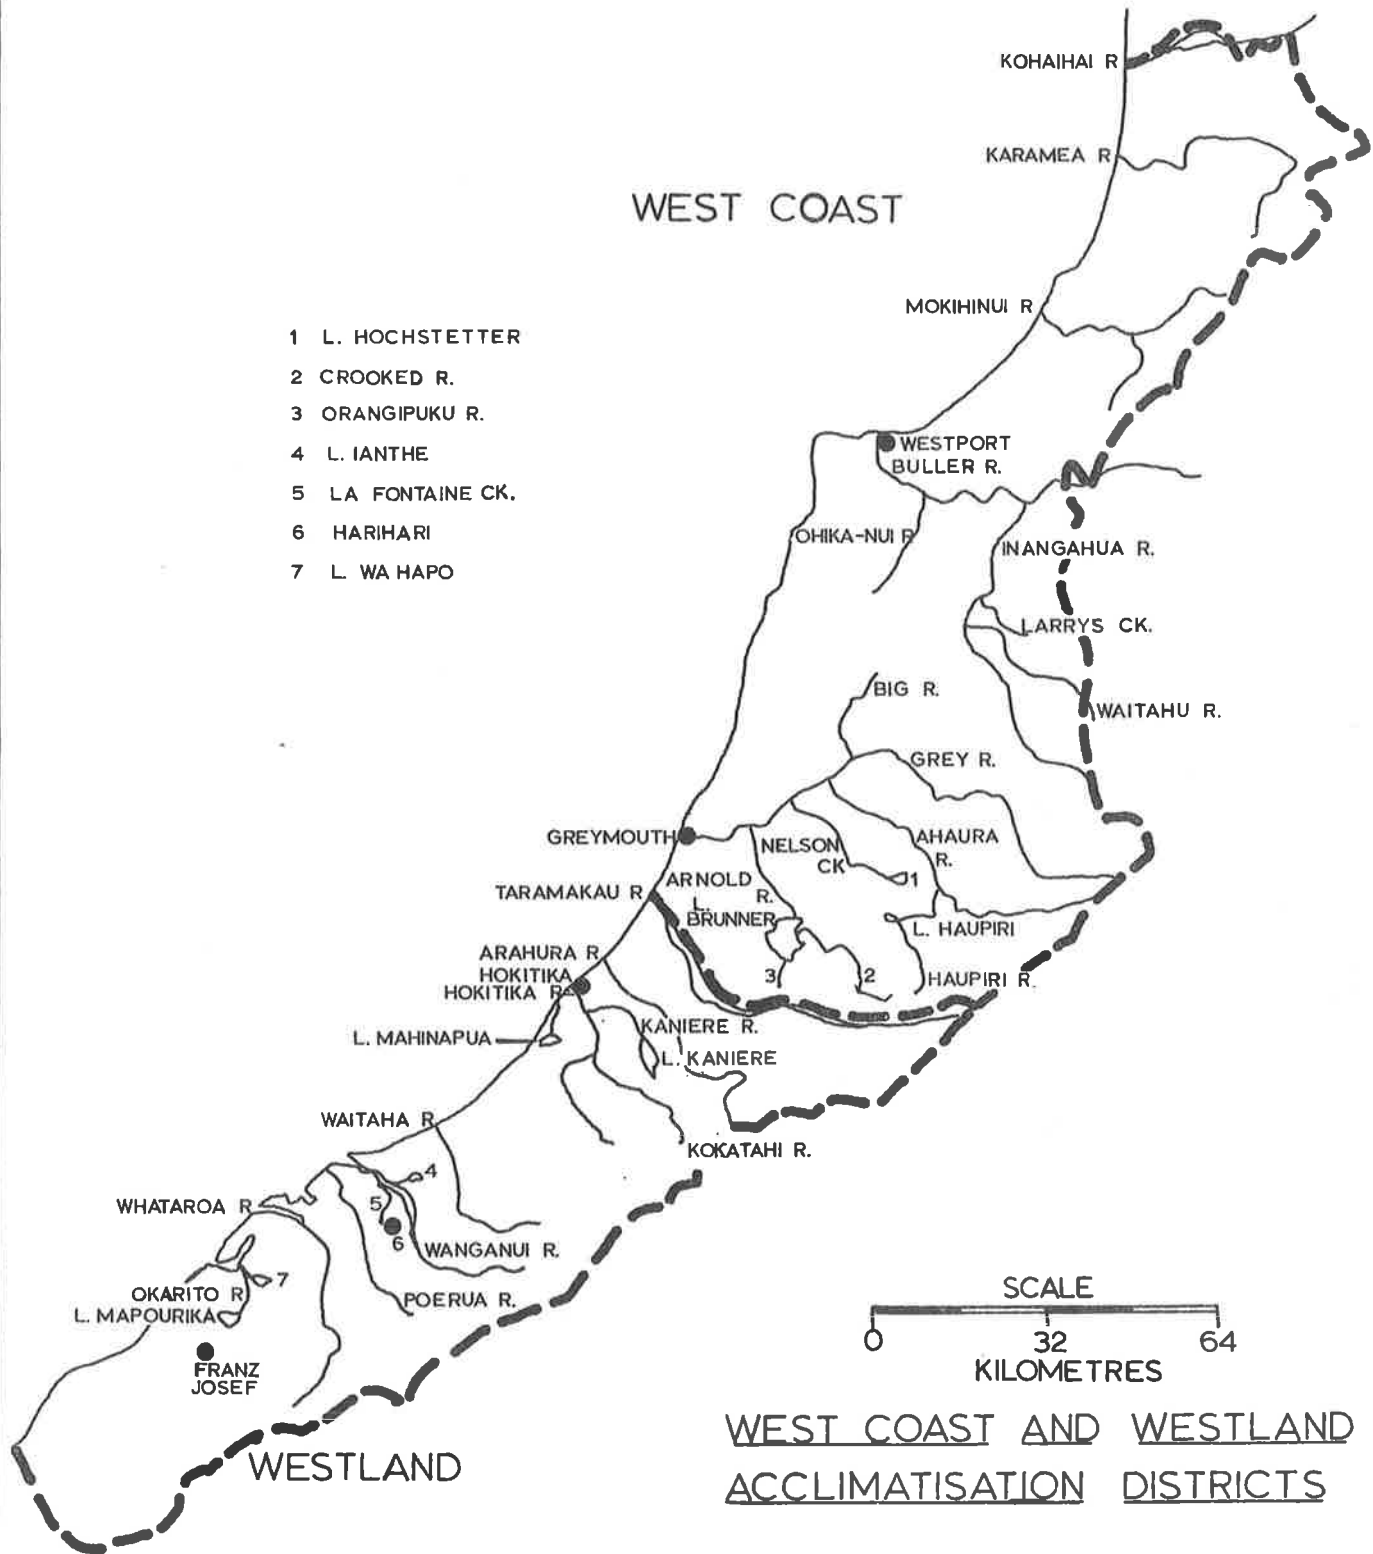 KOHAIHAI R
KARAMEA R
WEST COAST
MOKIHINUI R
1 L. HOCHSTETTER
2 CROOKED R.
3 ORANGIPUKU R.
4 L. IANTHE
5 LA FONTAINE CK.
6 HARIHARI
7 L. WAHAPO
WESTPORT
BULLER R.
OHIKA-NUI R
INANGAHUA R.
LARRYS CK.
BIG R.
WAITAHU R.
GREY R.
GREYMOUTH
NELSON
CK
AHAURA
R.
1
TARAMAKAU R
ARNOLD
R.
L.
BRUNNER
L. HAUPIRI
ARAHURA R
HOKITIKA
HOKITIKA R
3
2
HAUPIRI R.
L. MAHINAPUA
KANIERE R.
L. KANIERE
WAITAHA R
KOKATAHI R.
4
WHATAROA R
5
6
WANGANUI R.
7
OKARITO R
L. MAPOURIKA
POERUA R.
FRANZ
JOSEF
SCALE
0 32 64
KILOMETRES
WESTLAND
WEST COAST AND WESTLAND
ACCLIMATISATION DISTRICTS